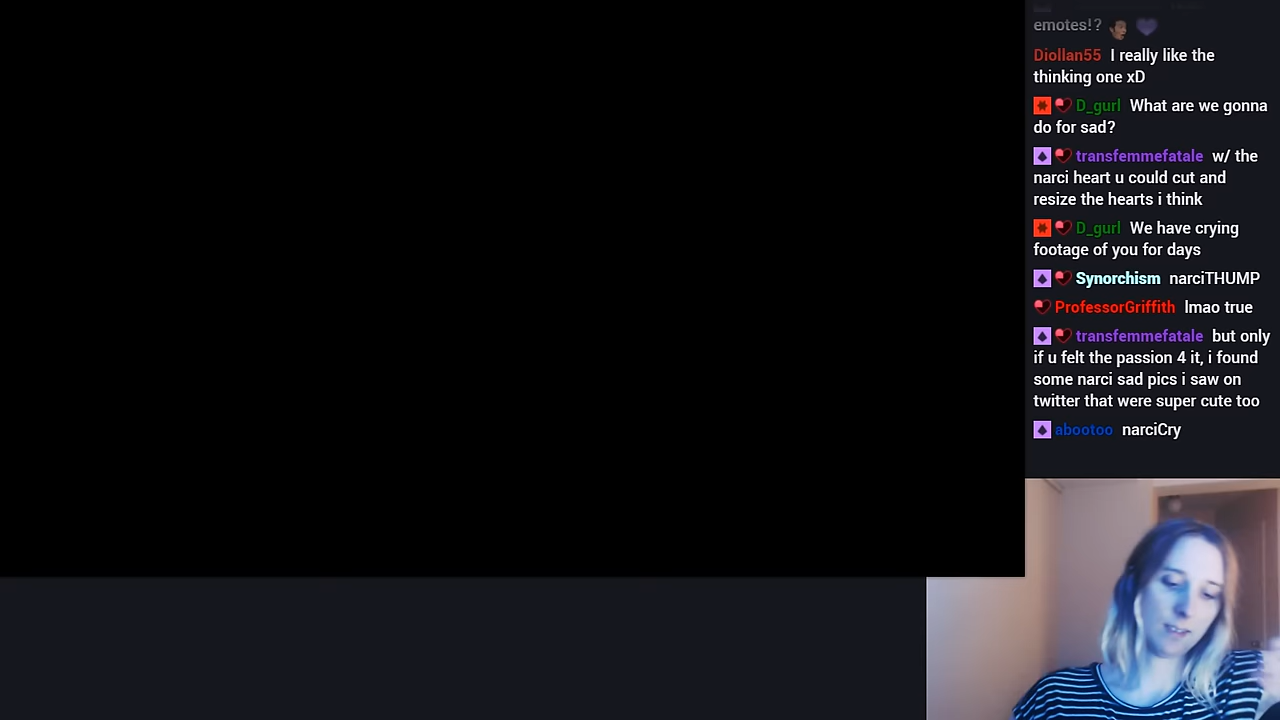 emotes!?
Diollan55 I really like the
thinking one xD
D_gurl What are we gonna
do for sad?
transfemmefatale w/ the
narci heart u could cut and
resize the hearts i think
D_gurl We have crying
footage of you for days
Synorchism narciTHUMP
ProfessorGriffith lmao true
transfemmefatale but only
if u felt the passion 4 it, i found
some narci sad pics i saw on
twitter that were super cute too
abootoo narciCry